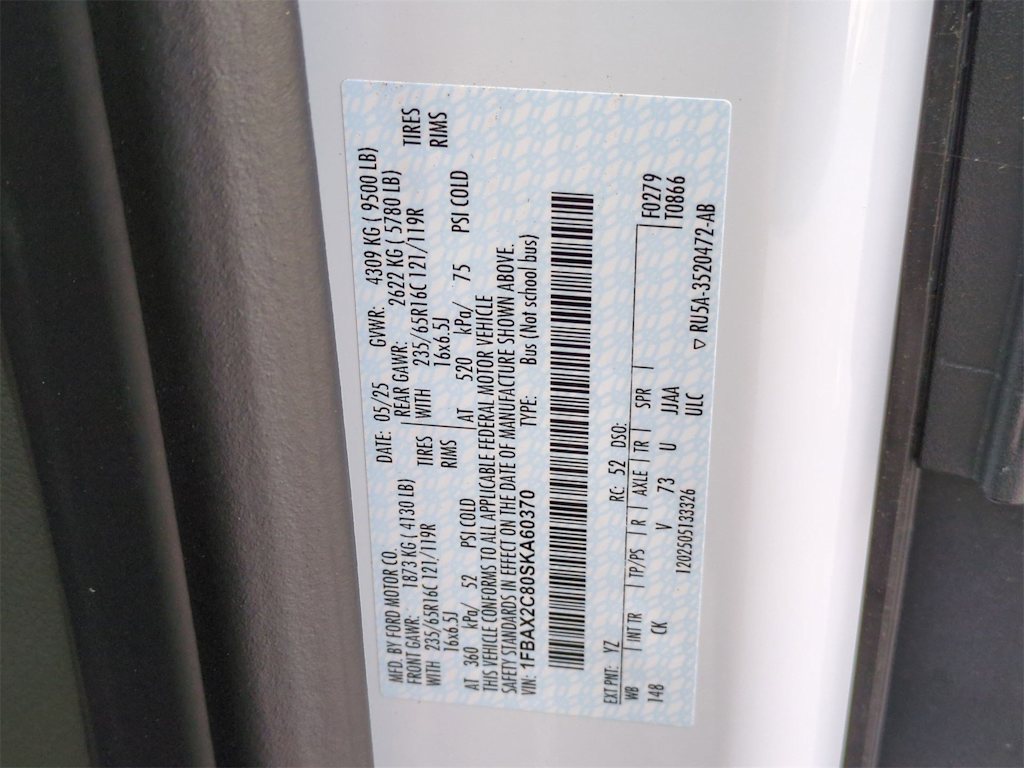 MFD. BY FORD MOTOR CO. DATE: 05/25 GVWR: 4309 KG ( 9500 LB)
FRONT GAWR: 1873 KG ( 4130 LB) REAR GAWR: 2622 KG ( 5780 LB)
WITH 235/65R16C 121/119R TIRES WITH 235/65R16C 121/119R TIRES
16x6.5J RIMS 16x6.5J RIMS
AT 360 kPa/ 52 PSI COLD AT 520 kPa/ 75 PSI COLD
THIS VEHICLE CONFORMS TO ALL APPLICABLE FEDERAL MOTOR VEHICLE
SAFETY STANDARDS IN EFFECT ON THE DATE OF MANUFACTURE SHOWN ABOVE.
VIN: 1FBAX2C80SKA60370 TYPE: Bus (Not school bus)
EXT PNT: YZ RC: 52 DSO: F0279
WB INT TR TP/PS R AXLE TR SPR T0866
148 CK V 73 U JJAA
1202505133326 ULC ▽ RU5A-3520472-AB